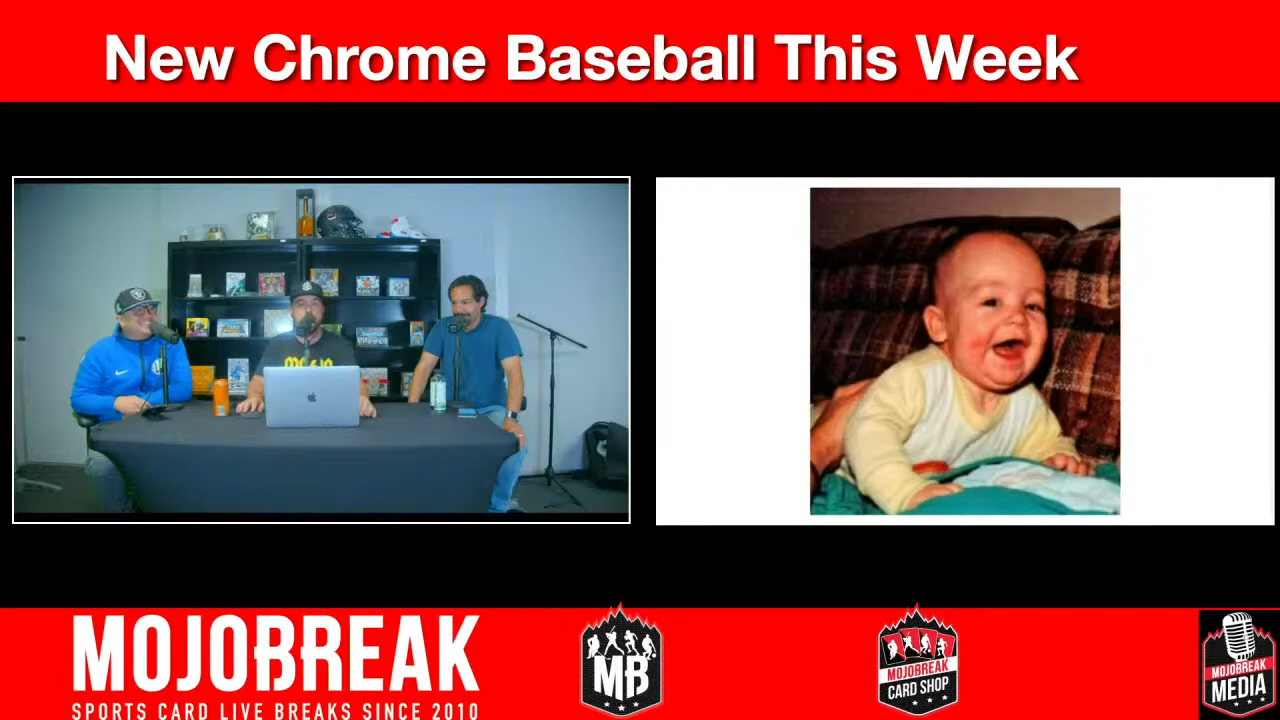 New Chrome Baseball This Week
MOJOBREAK
SPORTS CARD LIVE BREAKS SINCE 2010
MB
MOJOBREAK
CARD SHOP
MOJOBREAK
MEDIA